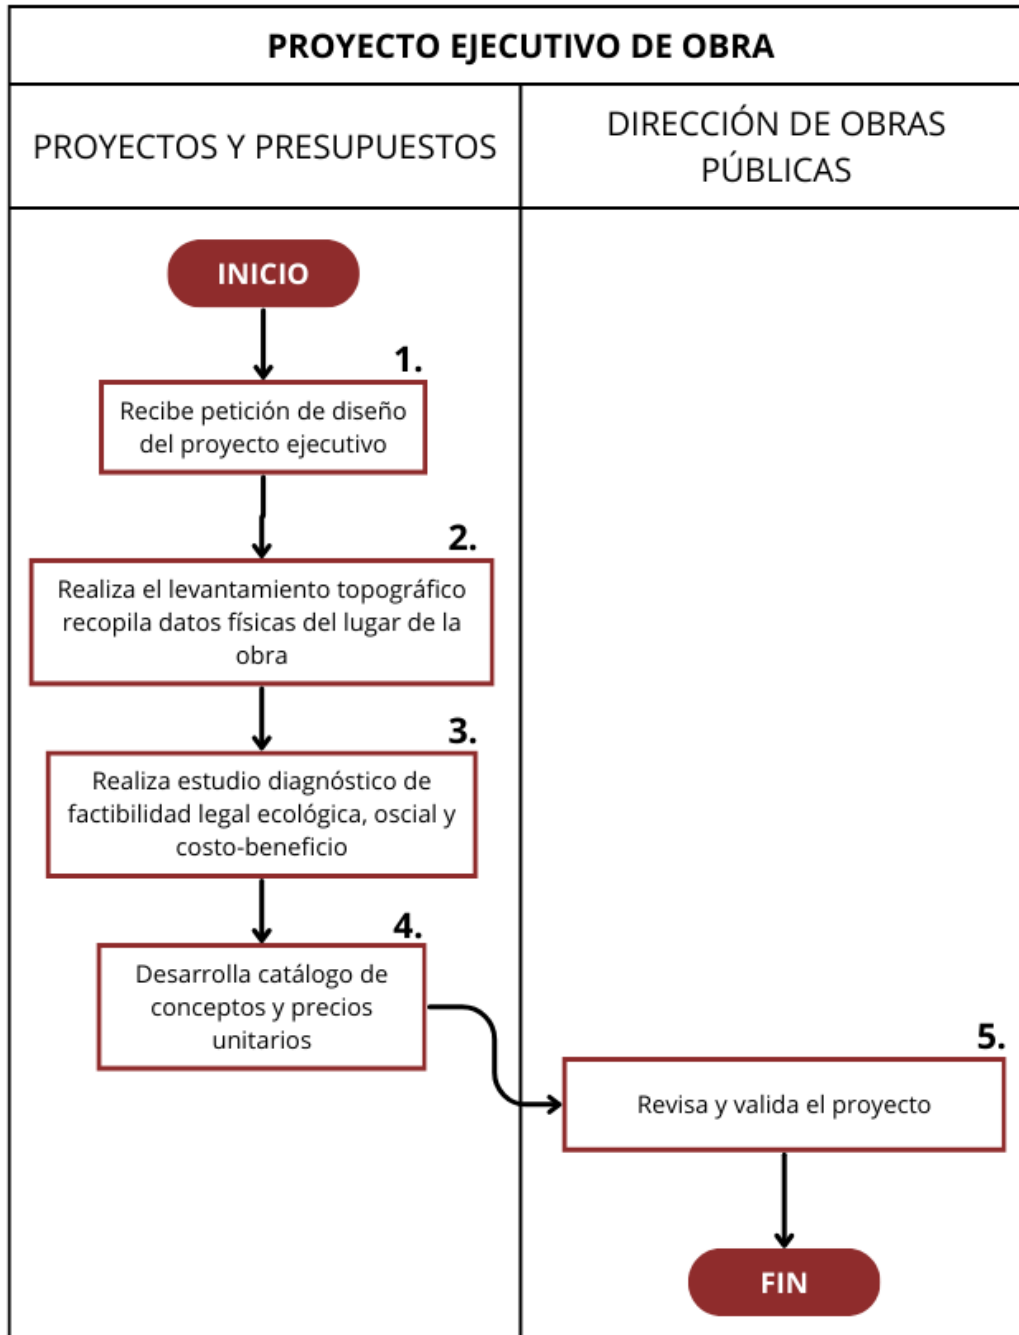 PROYECTO EJECUTIVO DE OBRA
PROYECTOS Y PRESUPUESTOS
DIRECCIÓN DE OBRAS
PÚBLICAS
INICIO
1.
Recibe petición de diseño
del proyecto ejecutivo
2.
Realiza el levantamiento topográfico
recopila datos físicas del lugar de la
obra
3.
Realiza estudio diagnóstico de
factibilidad legal ecológica, oscial y
costo-beneficio
4.
Desarrolla catálogo de
conceptos y precios
unitarios
5.
Revisa y valida el proyecto
FIN